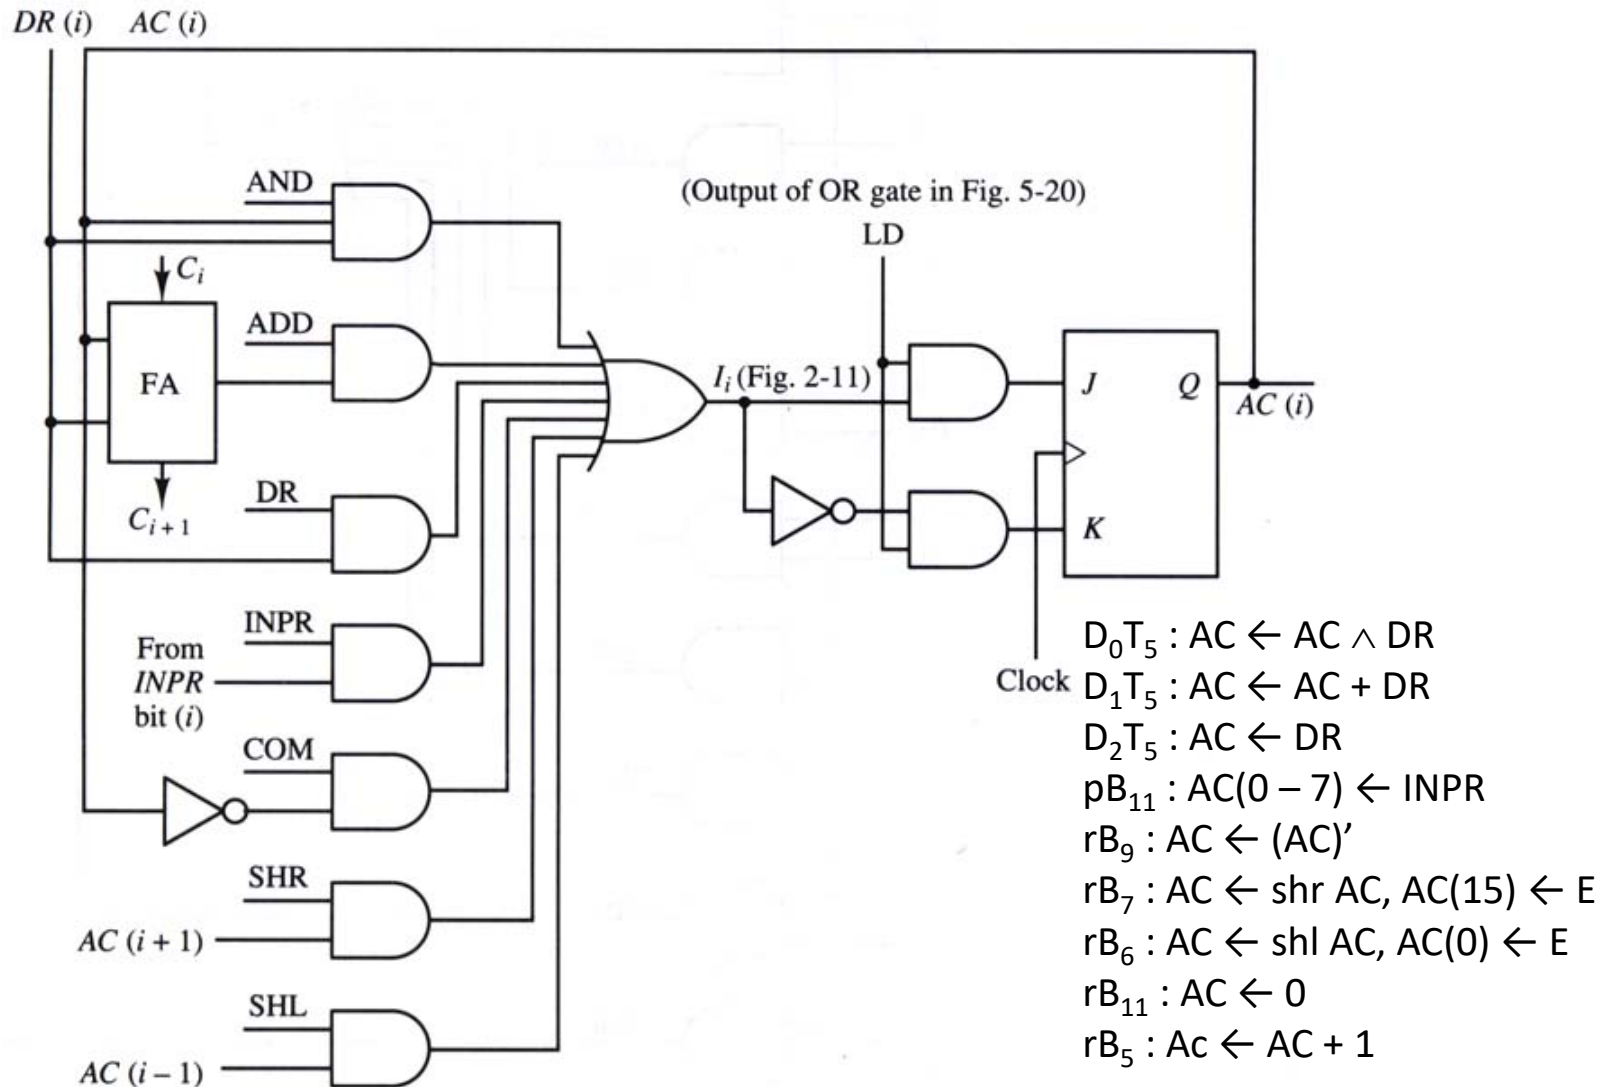 DR (i) AC (i)
AND
(Output of OR gate in Fig. 5-20)
LD
Cᵢ
ADD
FA
Iᵢ (Fig. 2-11)
J Q
AC (i)
DR
Cᵢ₊₁
K
INPR
From
INPR
bit (i)
Clock
COM
SHR
AC (i + 1)
SHL
AC (i – 1)
D₀T₅ : AC ← AC ∧ DR
D₁T₅ : AC ← AC + DR
D₂T₅ : AC ← DR
pB₁₁ : AC(0 – 7) ← INPR
rB₉ : AC ← (AC)’
rB₇ : AC ← shr AC, AC(15) ← E
rB₆ : AC ← shl AC, AC(0) ← E
rB₁₁ : AC ← 0
rB₅ : Ac ← AC + 1